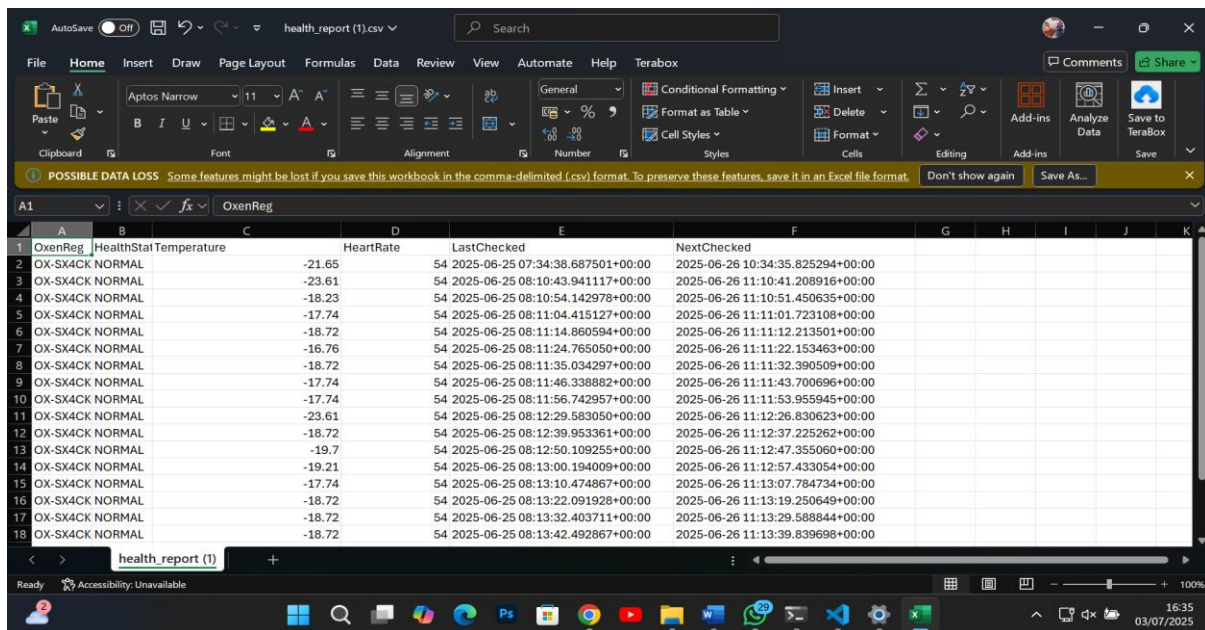 AutoSave Off health_report (1).csv Search
File Home Insert Draw Page Layout Formulas Data Review View Automate Help Terabox Comments Share
Paste Aptos Narrow 11 A^ A˅ ab General Conditional Formatting Insert Σ Add-ins Analyze Data Save to TeraBox
B I U A % 9 Format as Table Delete
.00 .00 Cell Styles Format
Clipboard Font Alignment Number Styles Cells Editing Add-ins Save
POSSIBLE DATA LOSS Some features might be lost if you save this workbook in the comma-delimited (.csv) format. To preserve these features, save it in an Excel file format. Don't show again Save As...
A1 fx OxenReg
A B C D E F G H I J K
1 OxenReg HealthStat Temperature HeartRate LastChecked NextChecked
2 OX-SX4CK NORMAL -21.65 54 2025-06-25 07:34:38.687501+00:00 2025-06-26 10:34:35.825294+00:00
3 OX-SX4CK NORMAL -23.61 54 2025-06-25 08:10:43.941117+00:00 2025-06-26 11:10:41.208916+00:00
4 OX-SX4CK NORMAL -18.23 54 2025-06-25 08:10:54.142978+00:00 2025-06-26 11:10:51.450635+00:00
5 OX-SX4CK NORMAL -17.74 54 2025-06-25 08:11:04.415127+00:00 2025-06-26 11:11:01.723108+00:00
6 OX-SX4CK NORMAL -18.72 54 2025-06-25 08:11:14.860594+00:00 2025-06-26 11:11:12.213501+00:00
7 OX-SX4CK NORMAL -16.76 54 2025-06-25 08:11:24.765050+00:00 2025-06-26 11:11:22.153463+00:00
8 OX-SX4CK NORMAL -18.72 54 2025-06-25 08:11:35.034297+00:00 2025-06-26 11:11:32.390509+00:00
9 OX-SX4CK NORMAL -17.74 54 2025-06-25 08:11:46.338882+00:00 2025-06-26 11:11:43.700696+00:00
10 OX-SX4CK NORMAL -17.74 54 2025-06-25 08:11:56.742957+00:00 2025-06-26 11:11:53.955945+00:00
11 OX-SX4CK NORMAL -23.61 54 2025-06-25 08:12:29.583050+00:00 2025-06-26 11:12:26.830623+00:00
12 OX-SX4CK NORMAL -18.72 54 2025-06-25 08:12:39.953361+00:00 2025-06-26 11:12:37.225262+00:00
13 OX-SX4CK NORMAL -19.7 54 2025-06-25 08:12:50.109255+00:00 2025-06-26 11:12:47.355060+00:00
14 OX-SX4CK NORMAL -19.21 54 2025-06-25 08:13:00.194009+00:00 2025-06-26 11:12:57.433054+00:00
15 OX-SX4CK NORMAL -17.74 54 2025-06-25 08:13:10.474867+00:00 2025-06-26 11:13:07.784734+00:00
16 OX-SX4CK NORMAL -18.72 54 2025-06-25 08:13:22.091928+00:00 2025-06-26 11:13:19.250649+00:00
17 OX-SX4CK NORMAL -18.72 54 2025-06-25 08:13:32.403711+00:00 2025-06-26 11:13:29.588844+00:00
18 OX-SX4CK NORMAL -18.72 54 2025-06-25 08:13:42.492867+00:00 2025-06-26 11:13:39.839698+00:00
health_report (1)
Ready Accessibility: Unavailable 100%
2 Ps 29 16:35
03/07/2025